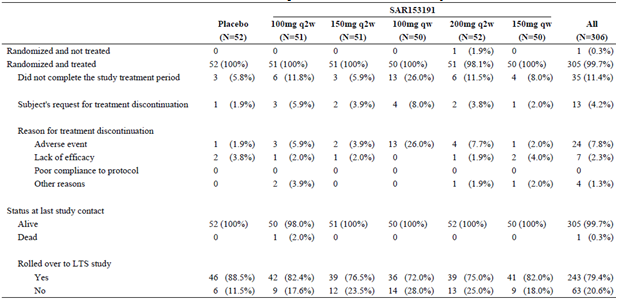 SAR153191
Placebo 100mg q2w 150mg q2w 100mg qw 200mg q2w 150mg qw All
(N=52) (N=51) (N=51) (N=50) (N=52) (N=50) (N=306)
Randomized and not treated 0 0 0 0 1 (1.9%) 0 1 (0.3%)
Randomized and treated 52 (100%) 51 (100%) 51 (100%) 50 (100%) 51 (98.1%) 50 (100%) 305 (99.7%)
Did not complete the study treatment period 3 (5.8%) 6 (11.8%) 3 (5.9%) 13 (26.0%) 6 (11.5%) 4 (8.0%) 35 (11.4%)
Subject's request for treatment discontinuation 1 (1.9%) 3 (5.9%) 2 (3.9%) 4 (8.0%) 2 (3.8%) 1 (2.0%) 13 (4.2%)
Reason for treatment discontinuation
Adverse event 1 (1.9%) 3 (5.9%) 2 (3.9%) 13 (26.0%) 4 (7.7%) 1 (2.0%) 24 (7.8%)
Lack of efficacy 2 (3.8%) 1 (2.0%) 1 (2.0%) 0 1 (1.9%) 2 (4.0%) 7 (2.3%)
Poor compliance to protocol 0 0 0 0 0 0 0
Other reasons 0 2 (3.9%) 0 0 1 (1.9%) 1 (2.0%) 4 (1.3%)
Status at last study contact
Alive 52 (100%) 50 (98.0%) 51 (100%) 50 (100%) 52 (100%) 50 (100%) 305 (99.7%)
Dead 0 1 (2.0%) 0 0 0 0 1 (0.3%)
Rolled over to LTS study
Yes 46 (88.5%) 42 (82.4%) 39 (76.5%) 36 (72.0%) 39 (75.0%) 41 (82.0%) 243 (79.4%)
No 6 (11.5%) 9 (17.6%) 12 (23.5%) 14 (28.0%) 13 (25.0%) 9 (18.0%) 63 (20.6%)